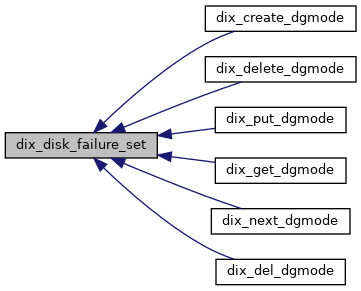 dix_create_dgmode
dix_delete_dgmode
dix_put_dgmode
dix_disk_failure_set
dix_get_dgmode
dix_next_dgmode
dix_del_dgmode